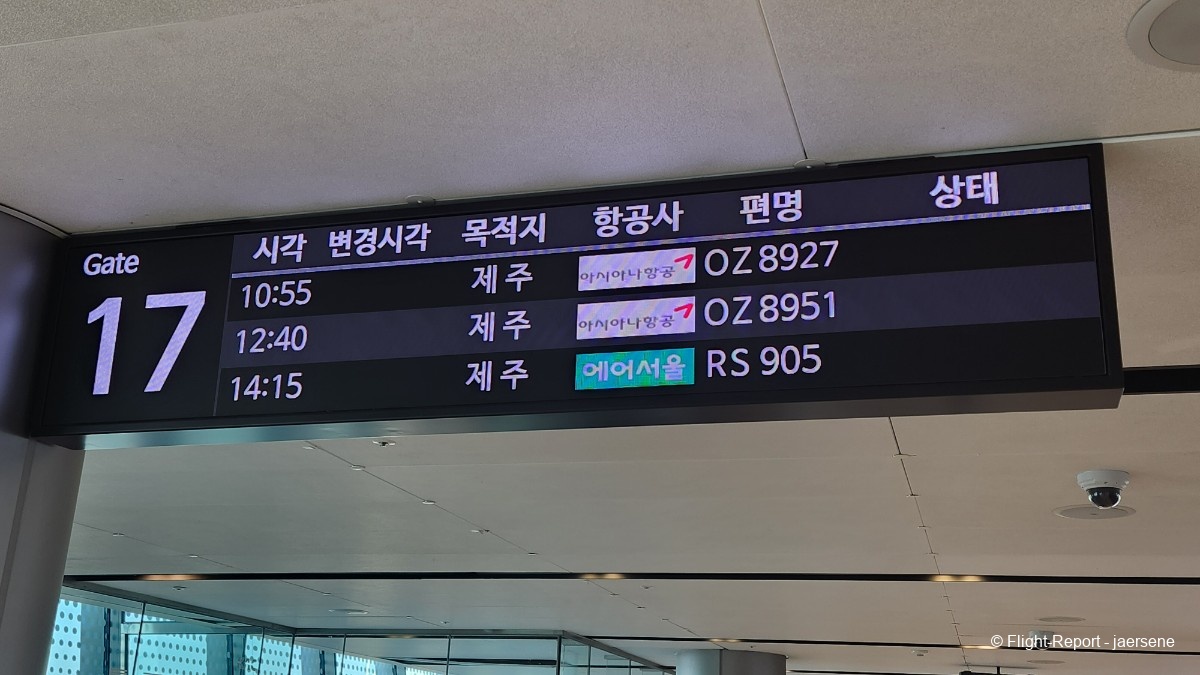 Gate
17
시각 변경시각 목적지 항공사 편명 상태
10:55 제주 아시아나항공 OZ 8927
12:40 제주 아시아나항공 OZ 8951
14:15 제주 에어서울 RS 905
© Flight-Report - jaersene